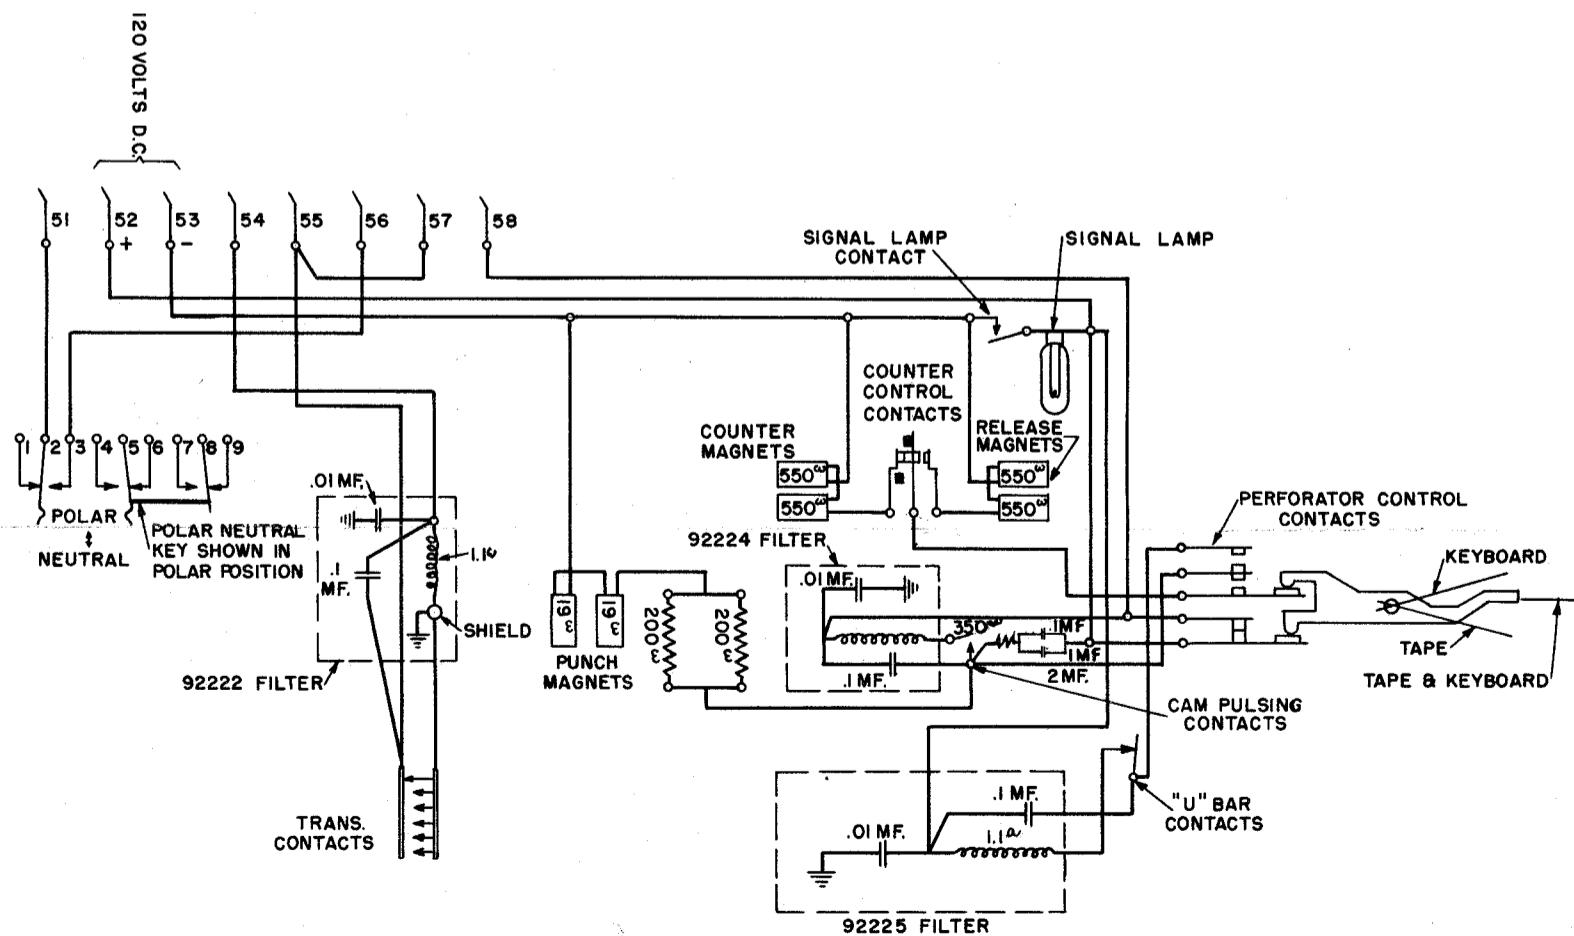 120 VOLTS D.C.
51
52
53
54
55
56
57
58
+
-
SIGNAL LAMP
CONTACT
SIGNAL LAMP
COUNTER
CONTROL
CONTACTS
COUNTER
MAGNETS
RELEASE
MAGNETS
550ω
550ω
550ω
550ω
1
2
3
4
5
6
7
8
9
POLAR
NEUTRAL
POLAR NEUTRAL
KEY SHOWN IN
POLAR POSITION
.01 MF.
.1
MF.
1.1ω
SHIELD
92222 FILTER
TRANS.
CONTACTS
19ω
19ω
PUNCH
MAGNETS
200ω
200ω
92224 FILTER
.01 MF.
.1 MF.
350ω
.1MF
1MF
2 MF.
CAM PULSING
CONTACTS
PERFORATOR CONTROL
CONTACTS
KEYBOARD
TAPE
TAPE & KEYBOARD
"U" BAR
CONTACTS
.1 MF.
.01 MF.
1.1Ω
92225 FILTER